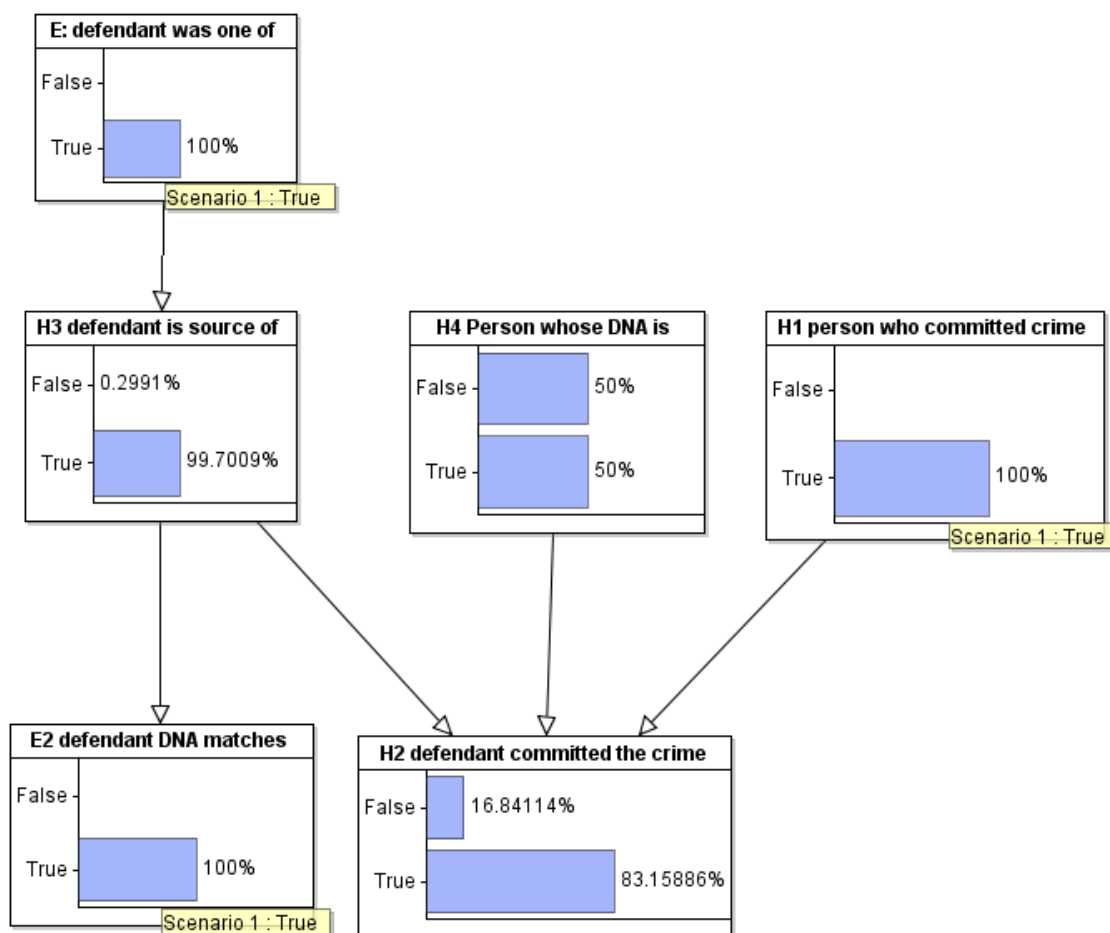 E: defendant was one of
False
True
100%
Scenario 1 : True
H3 defendant is source of
False
0.2991%
True
99.7009%
H4 Person whose DNA is
False
50%
True
50%
H1 person who committed crime
False
True
100%
Scenario 1 : True
E2 defendant DNA matches
False
True
100%
Scenario 1 : True
H2 defendant committed the crime
False
16.84114%
True
83.15886%